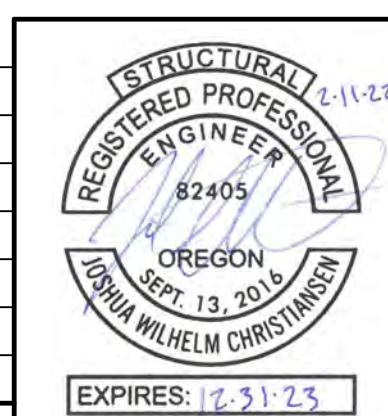 STRUCTURAL
REGISTERED PROFESSIONAL
2-11-22
ENGINEER
82405
OREGON
SEPT. 13, 2016
JOSHUA WILHELM CHRISTIANSEN
EXPIRES: 12-31-23